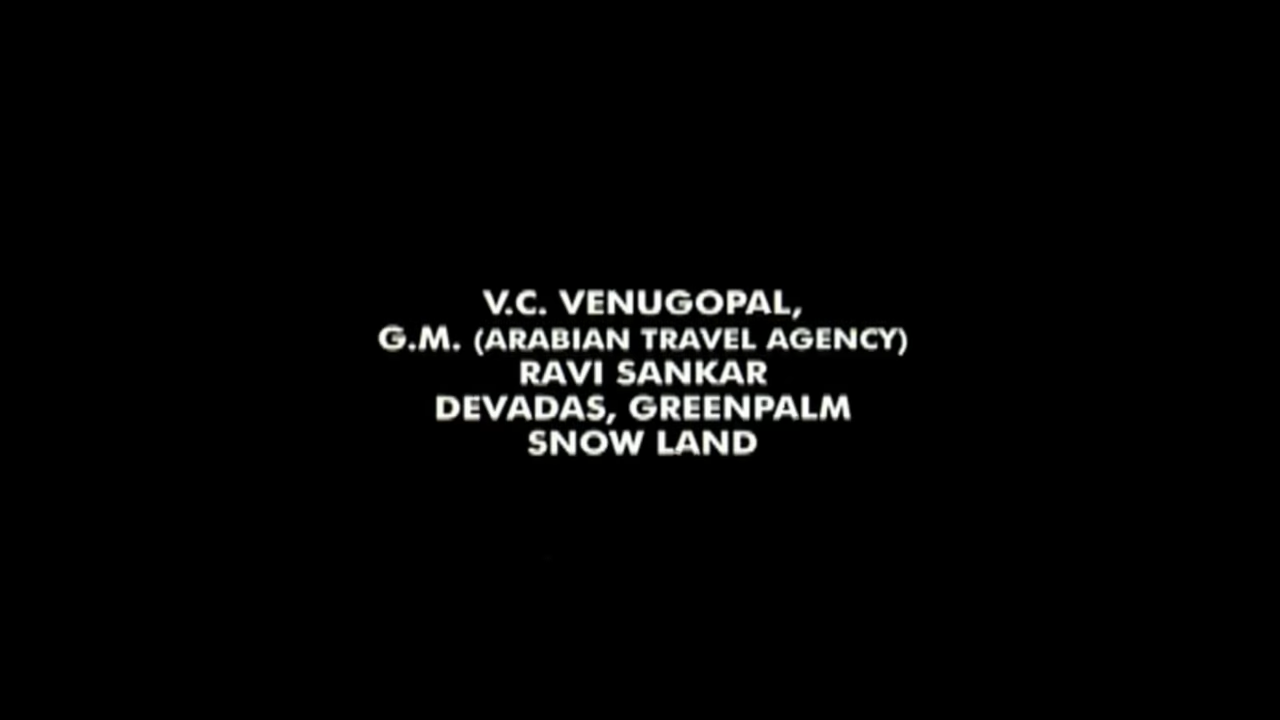 V.C. VENUGOPAL,
G.M. (ARABIAN TRAVEL AGENCY)
RAVI SANKAR
DEVADAS, GREENPALM
SNOW LAND